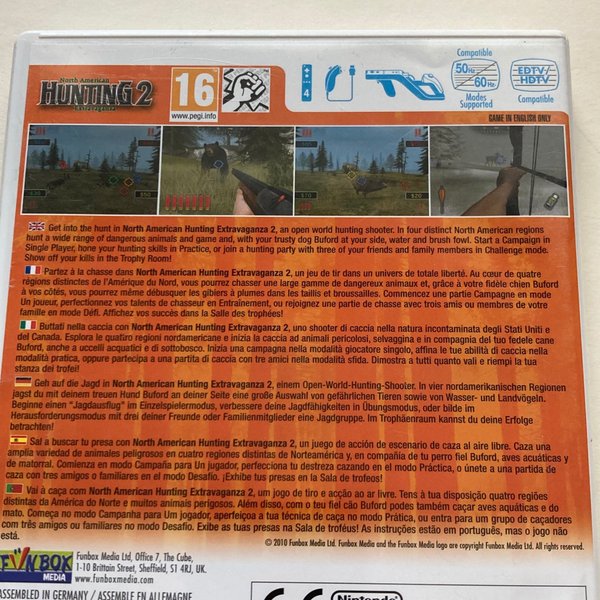 North American
HUNTING 2
Extravaganza
16
www.pegi.info
4
Compatible
50Hz
60Hz
Modes
Supported
EDTV/
HDTV
Compatible
GAME IN ENGLISH ONLY
Get into the hunt in North American Hunting Extravaganza 2, an open world hunting shooter. In four distinct North American regions
hunt a wide range of dangerous animals and game and, with your trusty dog Buford at your side, water and brush fowl. Start a Campaign in
Single Player, hone your hunting skills in Practice, or join a hunting party with three of your friends and family members in Challenge mode.
Show off your kills in the Trophy Room!
Partez à la chasse dans North American Hunting Extravaganza 2, un jeu de tir dans un univers de totale liberté. Au cœur de quatre
régions distinctes de l'Amérique du Nord, vous pourrez chasser une large gamme de dangereux animaux et, grâce à votre fidèle chien Buford
à vos côtés, vous pourrez même débusquer les gibiers à plumes dans les taillis et broussailles. Commencez une partie Campagne en mode
Un joueur, perfectionnez vos talents de chasseur en Entraînement, ou rejoignez une partie de chasse avec trois amis ou membres de votre
famille en mode Défi. Affichez vos succès dans la Salle des trophées!
Buttati nella caccia con North American Hunting Extravaganza 2, uno shooter di caccia nella natura incontaminata degli Stati Uniti e
del Canada. Esplora le quattro regioni nordamericane e inizia la caccia ad animali pericolosi, selvaggina e in compagnia del tuo fedele cane
Buford, anche a uccelli acquatici e di sottobosco. Inizia una campagna nella modalità giocatore singolo, affina le tue abilità di caccia nella
modalità pratica, oppure partecipa a una partita di caccia con tre amici nella modalità sfida. Dimostra a tutti quanto vali e riempi la tua
stanza dei trofei!
Geh auf die Jagd in North American Hunting Extravaganza 2, einem Open-World-Hunting-Shooter. In vier nordamerikanischen Regionen
jagst du mit deinem treuen Hund Buford an deiner Seite eine große Auswahl von gefährlichen Tieren sowie von Wasser- und Landvögeln.
Beginne einen "Jagdausflug" im Einzelspielermodus, verbessere deine Jagdfähigkeiten in Übungsmodus, oder bilde im
Herausforderungsmodus mit drei deiner Freunde oder Familienmitglieder eine Jagdgruppe. Im Trophäenraum kannst du deine Erfolge
betrachten!
Sal a buscar tu presa con North American Hunting Extravaganza 2, un juego de acción de escenario de caza al aire libre. Caza una
amplia variedad de animales peligrosos en cuatro regiones distintas de Norteamérica y, en compañía de tu perro fiel Buford, aves acuáticas y
de matorral. Comienza en modo Campaña para Un jugador, perfecciona tu destreza cazando en el modo Práctica, o únete a una partida de
caza con tres amigos o familiares en el modo Desafío. ¡Exhibe tus presas en la Sala de trofeos!
Vai à caça com North American Hunting Extravaganza 2, um jogo de tiro e acção ao ar livre. Tens à tua disposição quatro regiões
distintas da América do Norte e muitos animais perigosos. Além disso, com o teu fiel cão Buford podes também caçar aves aquáticas e do
mato. Começa no modo Campanha para Um jogador, aperfeiçoa a tua técnica de caça no modo Prática, ou entra para um grupo de caçadores
com três amigos ou familiares no modo Desafio. Exibe as tuas presas na Sala de troféus! As instruções estão em português, mas o jogo não
está.
© 2010 Funbox Media Ltd. Funbox Media and the Funbox Media logo are copyright Funbox Media Ltd. All rights reserved.
FUNBOX
MEDIA
Funbox Media Ltd, Office 7, The Cube,
1-10 Brittain Street, Sheffield, S1 4RJ, UK.
www.funboxmedia.com
ASSEMBLED IN GERMANY / ASSEMBLÉ EN ALLEMAGNE
CE
Nintendo